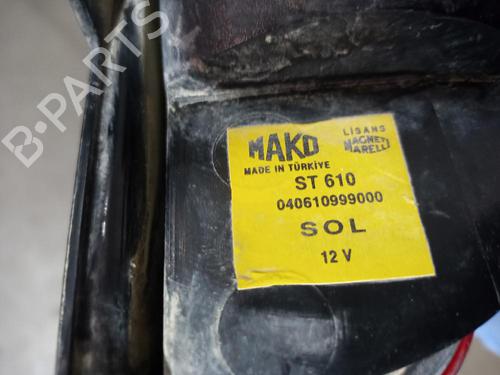 B-PARTS
MAKO
LISANS
MAGNETI
MARELLI
MADE IN TÜRKİYE
ST 610
040610999000
SOL
12 V